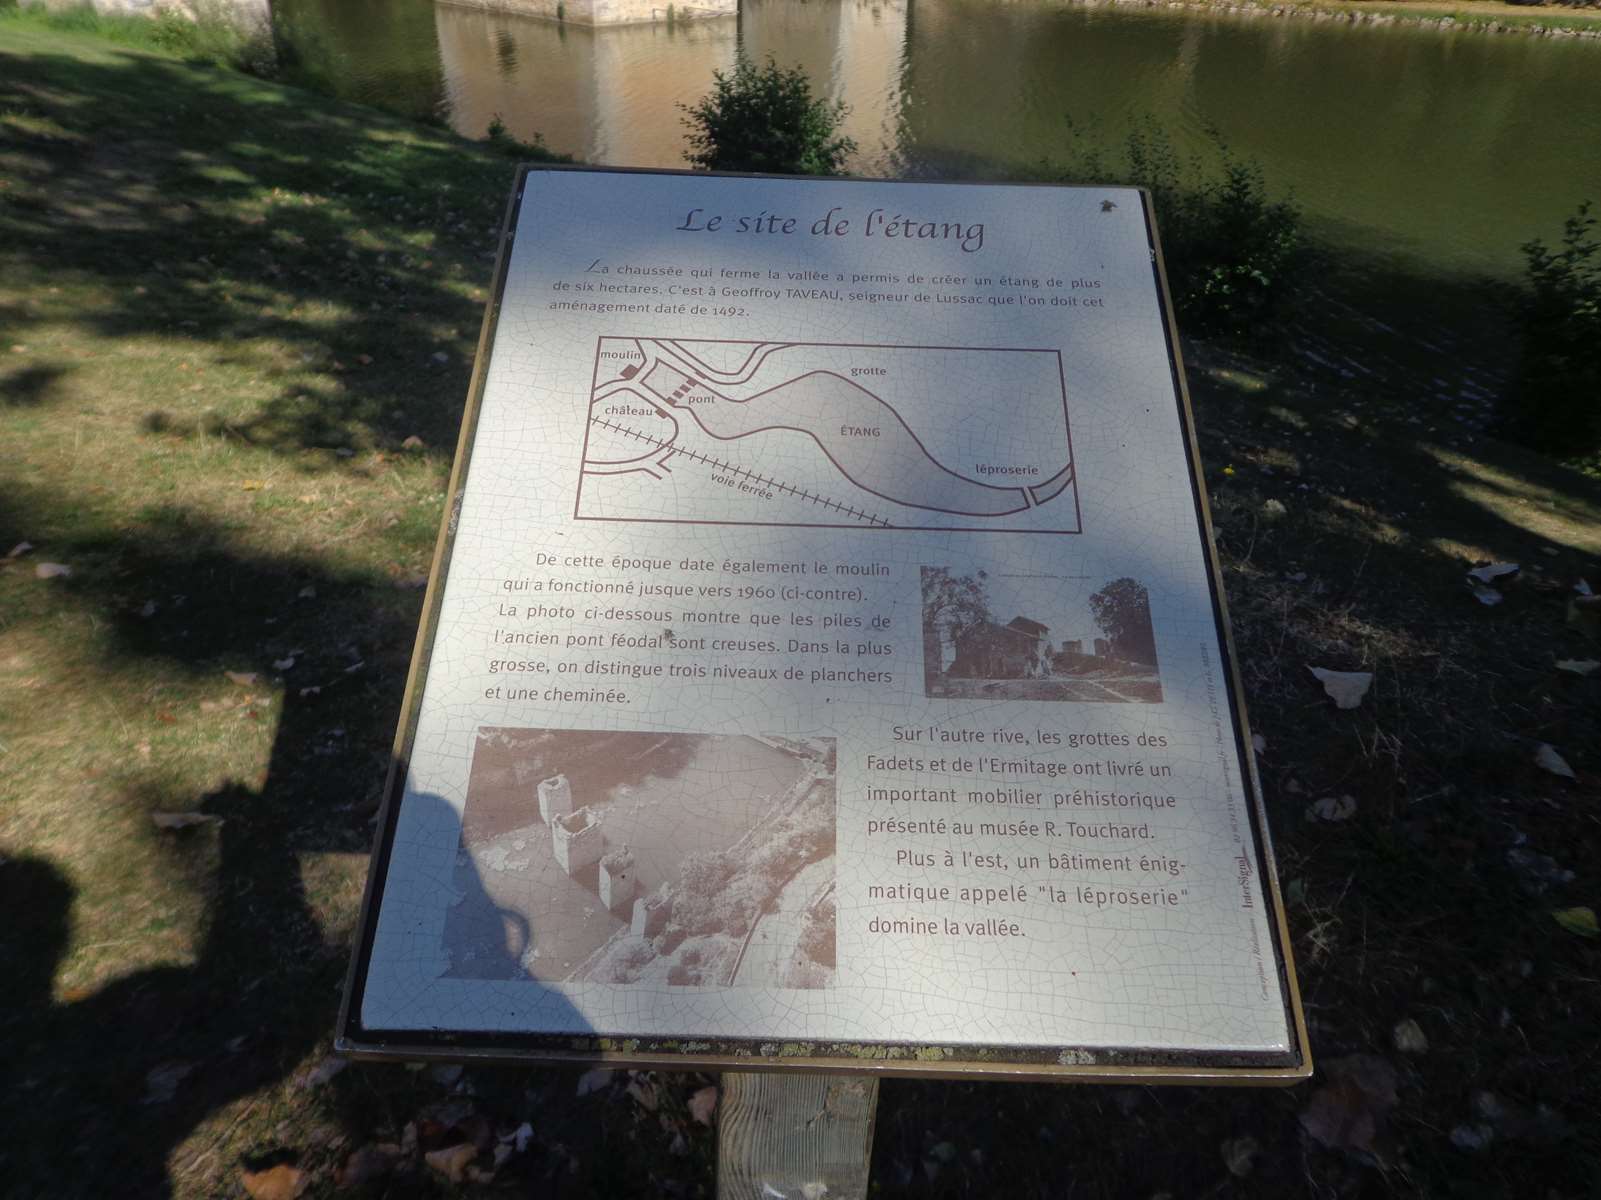 Le site de l'étang
La chaussée qui ferme la vallée a permis de créer un étang de plus
de six hectares. C'est à Geoffroy TAVEAU, seigneur de Lussac que l'on doit cet
aménagement daté de 1492.
moulin
grotte
pont
château
ÉTANG
léproserie
voie ferrée
De cette époque date également le moulin
qui a fonctionné jusque vers 1960 (ci-contre).
La photo ci-dessous montre que les piles de
l'ancien pont féodal sont creuses. Dans la plus
grosse, on distingue trois niveaux de planchers
et une cheminée.
Sur l'autre rive, les grottes des
Fadets et de l'Ermitage ont livré un
important mobilier préhistorique
présenté au musée R. Touchard.
Plus à l'est, un bâtiment énig-
matique appelé "la léproserie"
domine la vallée.
Conception / Réalisation InterSignal